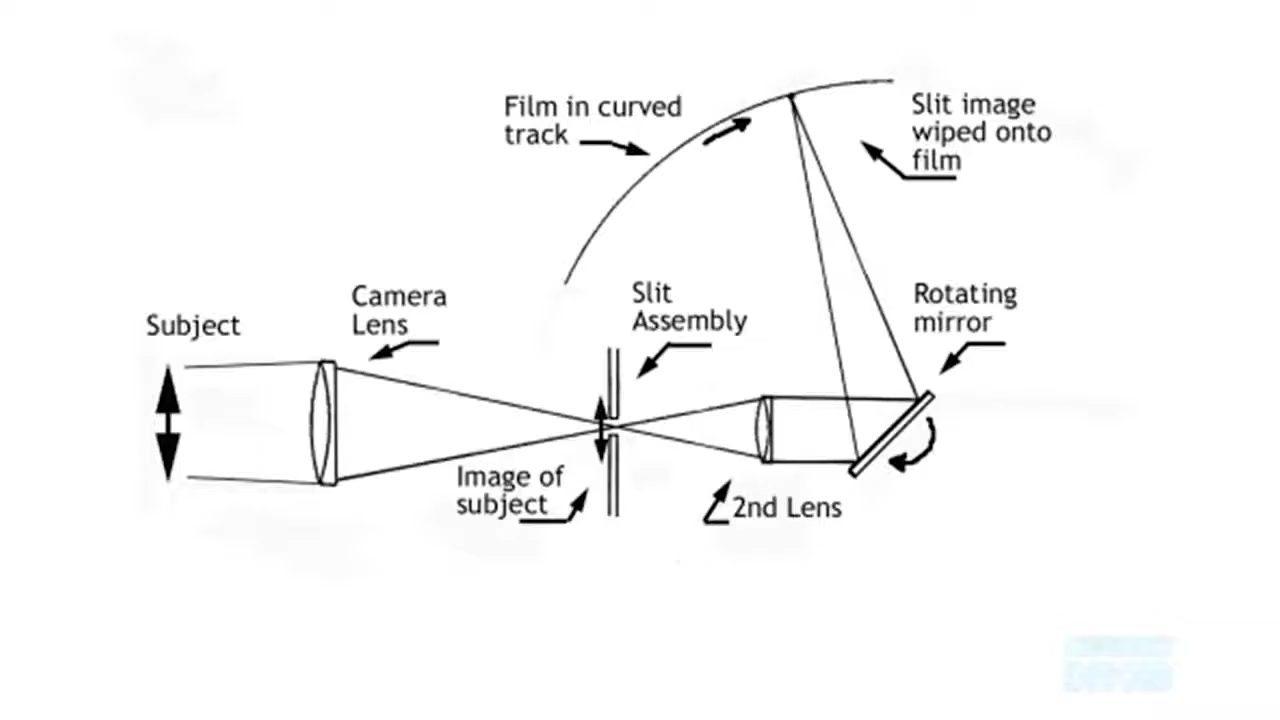 Film in curved
track
Slit image
wiped onto
film
Subject
Camera
Lens
Slit
Assembly
Rotating
mirror
Image of
subject
2nd Lens